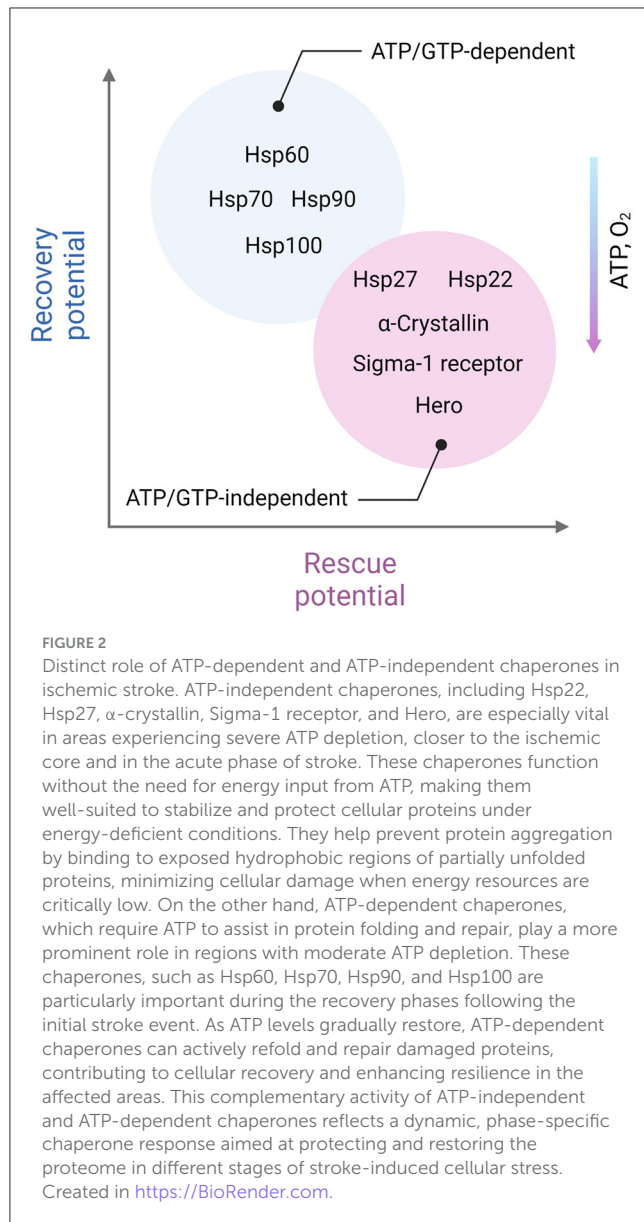 ATP/GTP-dependent
Hsp60
Hsp70 Hsp90
Hsp100
Hsp27 Hsp22
α-Crystallin
Sigma-1 receptor
Hero
ATP/GTP-independent
Recovery
potential
ATP, O₂
Rescue
potential
FIGURE 2
Distinct role of ATP-dependent and ATP-independent chaperones in
ischemic stroke. ATP-independent chaperones, including Hsp22,
Hsp27, α-crystallin, Sigma-1 receptor, and Hero, are especially vital
in areas experiencing severe ATP depletion, closer to the ischemic
core and in the acute phase of stroke. These chaperones function
without the need for energy input from ATP, making them
well-suited to stabilize and protect cellular proteins under
energy-deficient conditions. They help prevent protein aggregation
by binding to exposed hydrophobic regions of partially unfolded
proteins, minimizing cellular damage when energy resources are
critically low. On the other hand, ATP-dependent chaperones,
which require ATP to assist in protein folding and repair, play a more
prominent role in regions with moderate ATP depletion. These
chaperones, such as Hsp60, Hsp70, Hsp90, and Hsp100 are
particularly important during the recovery phases following the
initial stroke event. As ATP levels gradually restore, ATP-dependent
chaperones can actively refold and repair damaged proteins,
contributing to cellular recovery and enhancing resilience in the
affected areas. This complementary activity of ATP-independent
and ATP-dependent chaperones reflects a dynamic, phase-specific
chaperone response aimed at protecting and restoring the
proteome in different stages of stroke-induced cellular stress.
Created in https://BioRender.com.